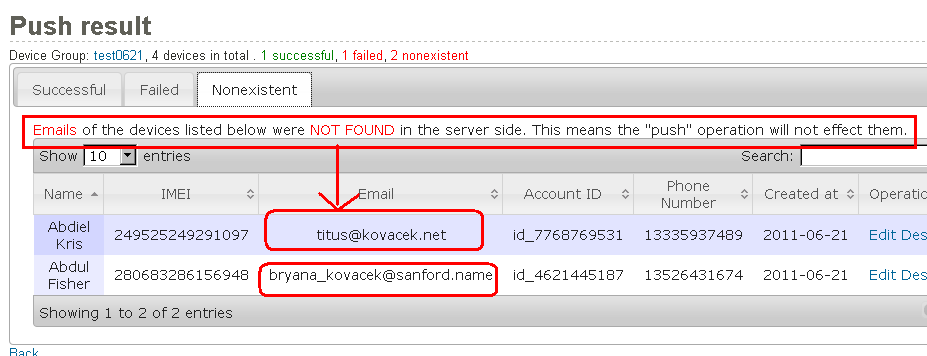 Push result
Device Group: test0621, 4 devices in total . 1 successful, 1 failed, 2 nonexistent
Successful Failed Nonexistent
Emails of the devices listed below were NOT FOUND in the server side. This means the "push" operation will not effect them.
Show 10 entries Search:
Name IMEI Email Account ID Phone Number Created at Operatio
Abdiel Kris 249525249291097 titus@kovacek.net id_7768769531 13335937489 2011-06-21 Edit Des
Abdul Fisher 280683286156948 bryana_kovacek@sanford.name id_4621445187 13526431674 2011-06-21 Edit Des
Showing 1 to 2 of 2 entries
Back